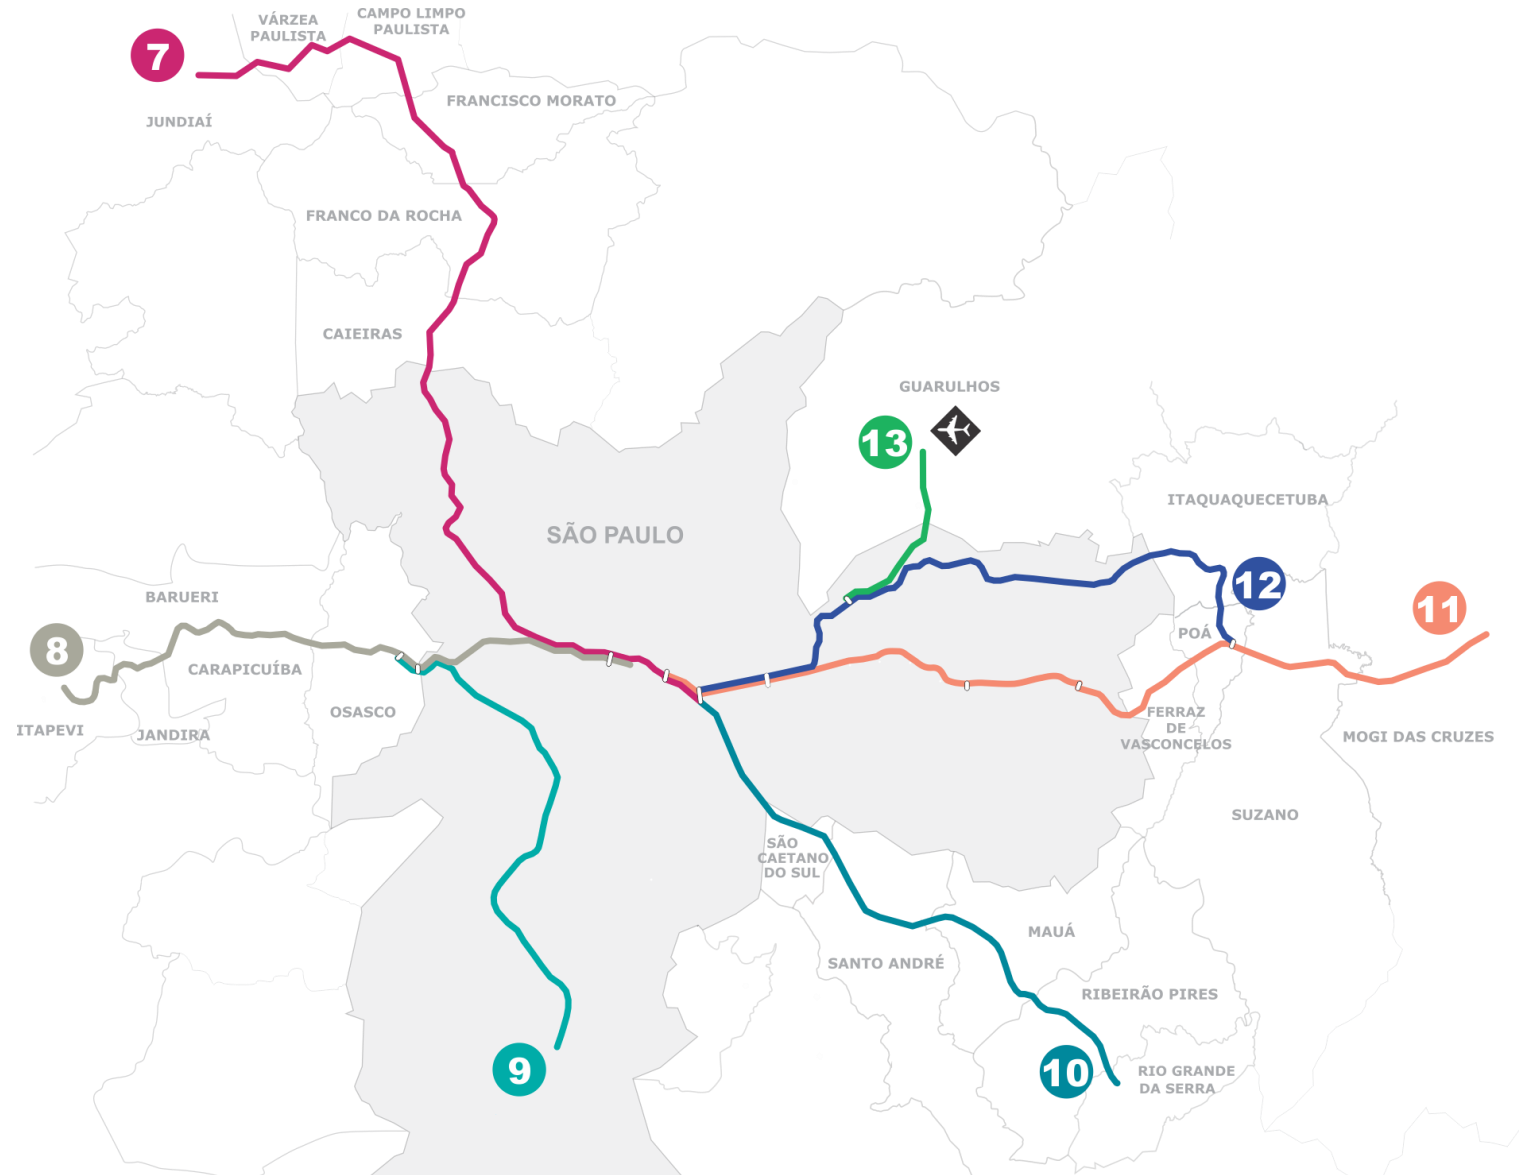 CAMPO LIMPO
PAULISTA
VÁRZEA
PAULISTA
7
FRANCISCO MORATO
JUNDIAÍ
FRANCO DA ROCHA
CAIEIRAS
GUARULHOS
13
ITAQUAQUECETUBA
SÃO PAULO
12
BARUERI
11
POÁ
8
CARAPICUÍBA
OSASCO
FERRAZ
DE
VASCONCELOS
ITAPEVI
JANDIRA
MOGI DAS CRUZES
SUZANO
SÃO
CAETANO
DO SUL
MAUÁ
SANTO ANDRÉ
RIBEIRÃO PIRES
9
10
RIO GRANDE
DA SERRA